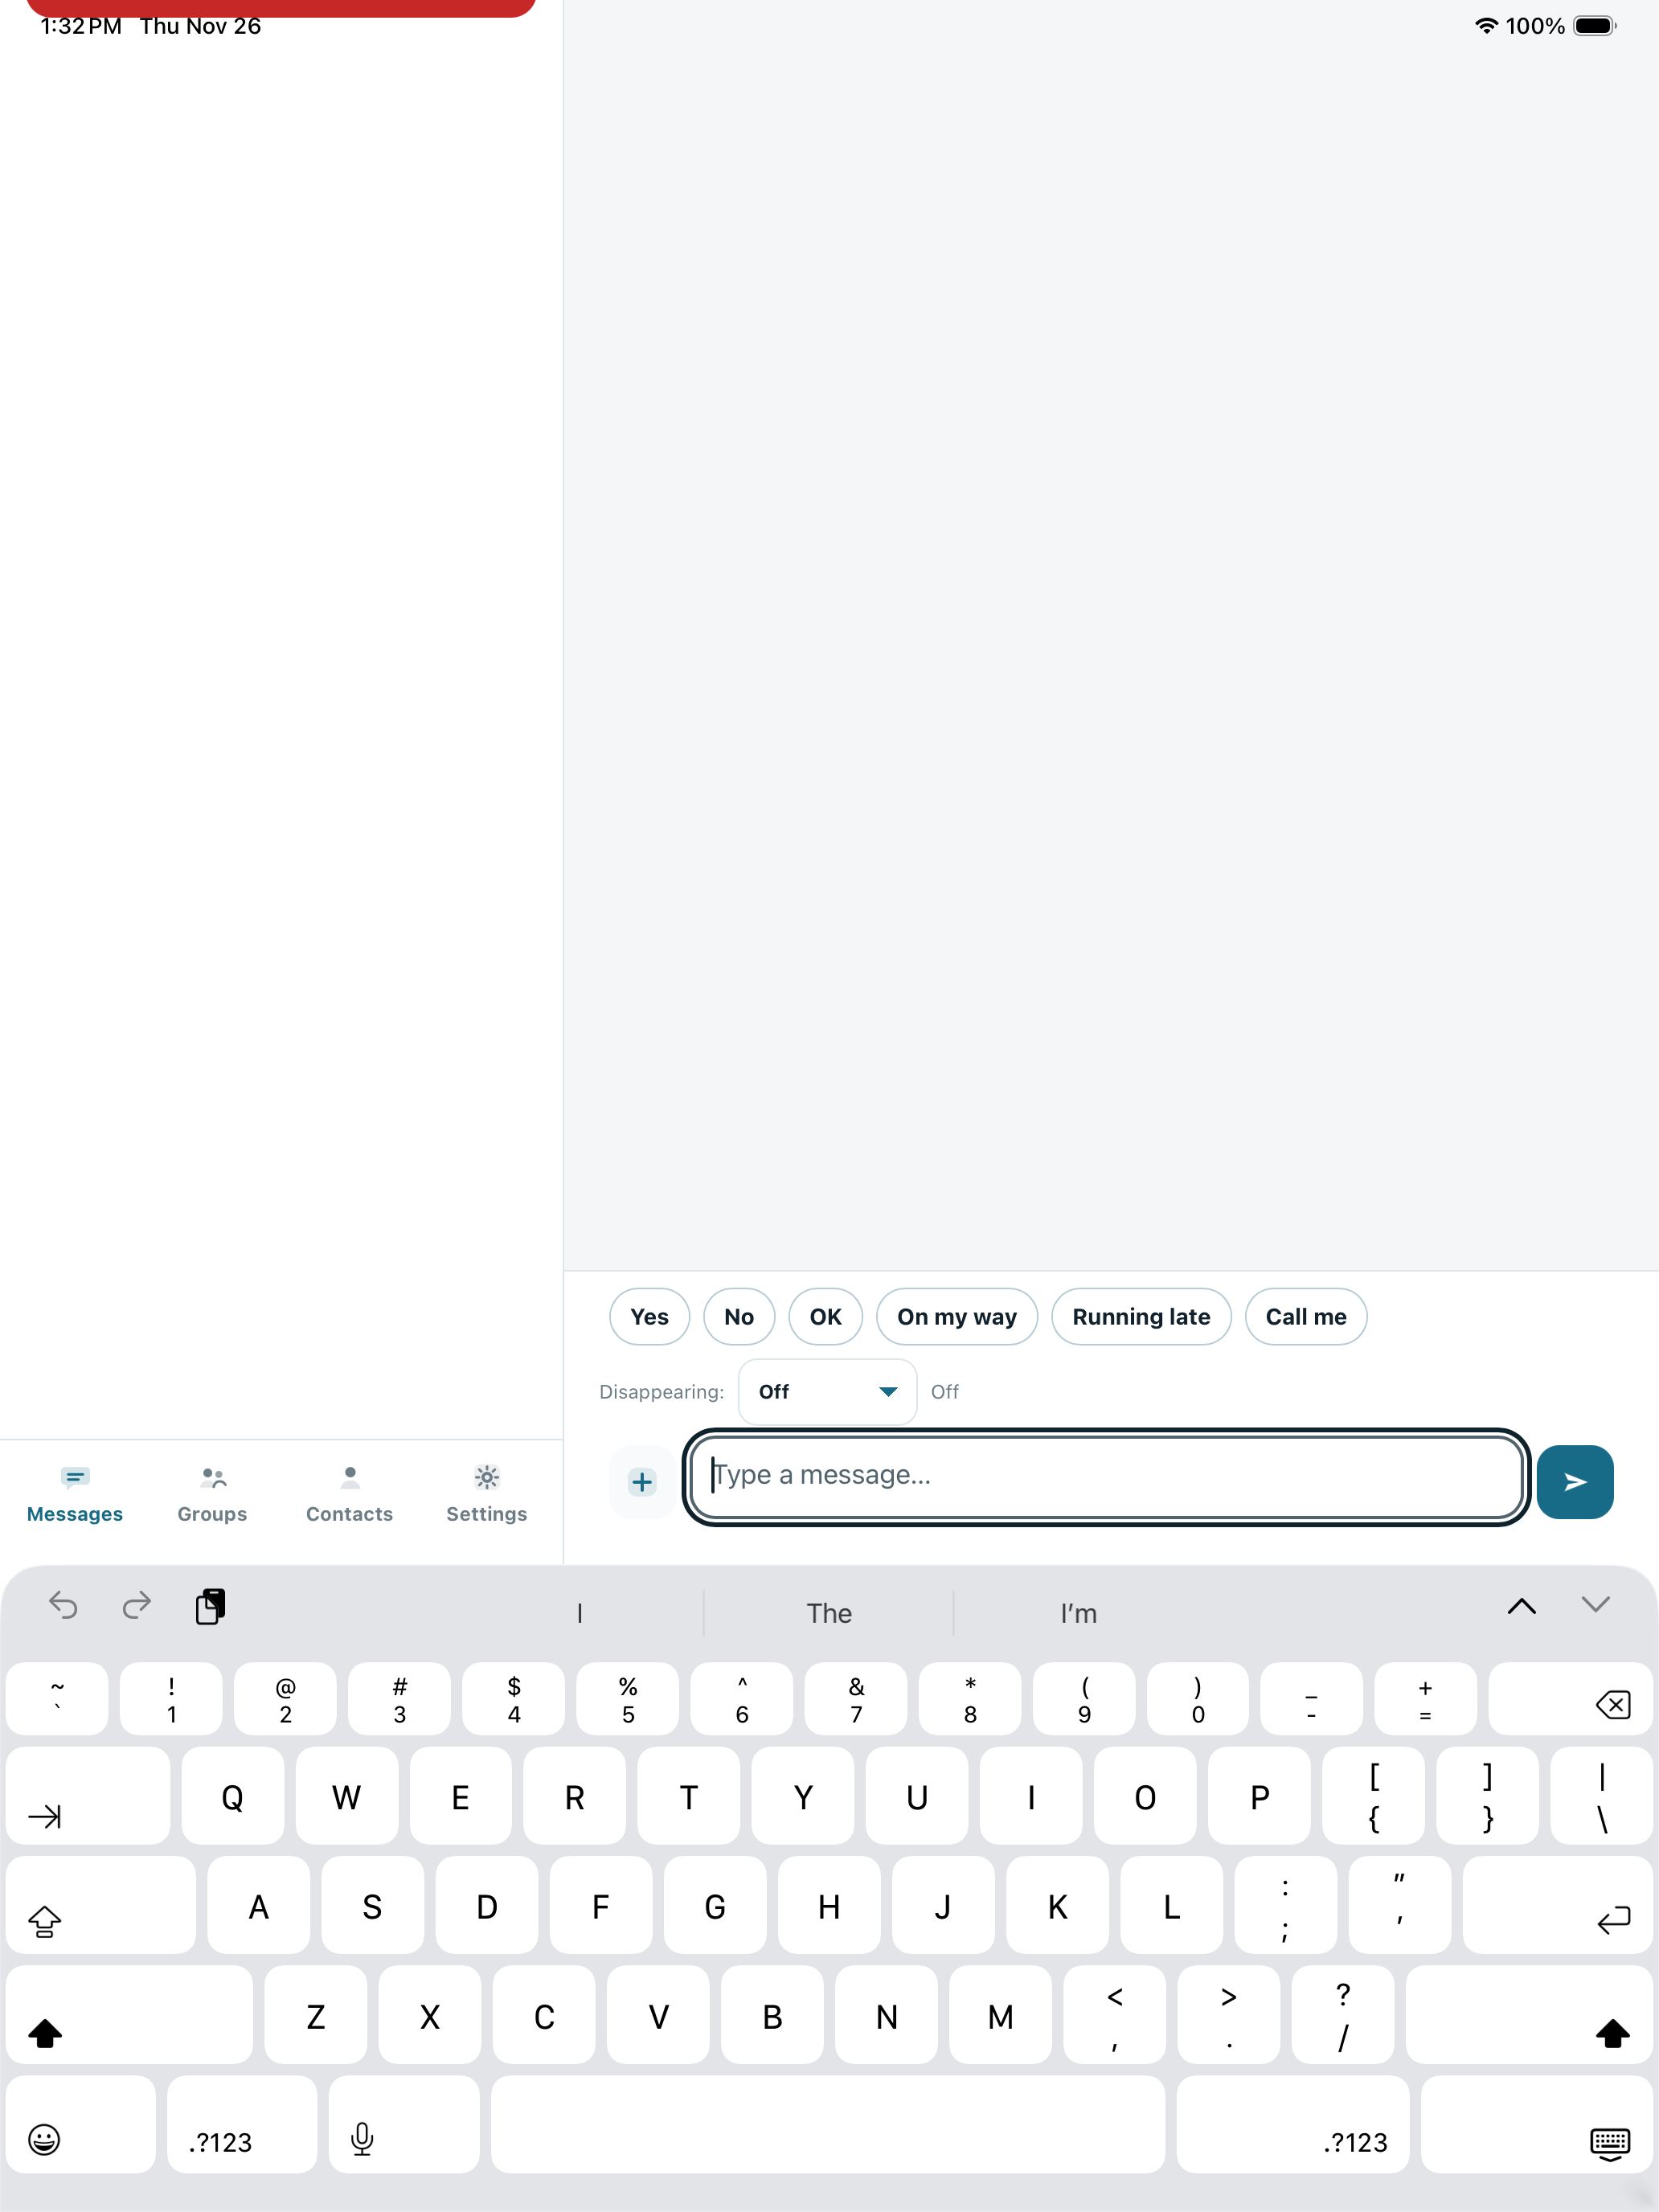 1:32 PM Thu Nov 26
100%
Yes No OK On my way Running late Call me
Disappearing: Off Off
Type a message...
Messages Groups Contacts Settings
I The I’m
~ ! @ # $ % ^ & * ( ) _ +
` 1 2 3 4 5 6 7 8 9 0 - =
Q W E R T Y U I O P [ ] |
{ } \
A S D F G H J K L : "
; '
Z X C V B N M < > ?
, . /
.?123 .?123